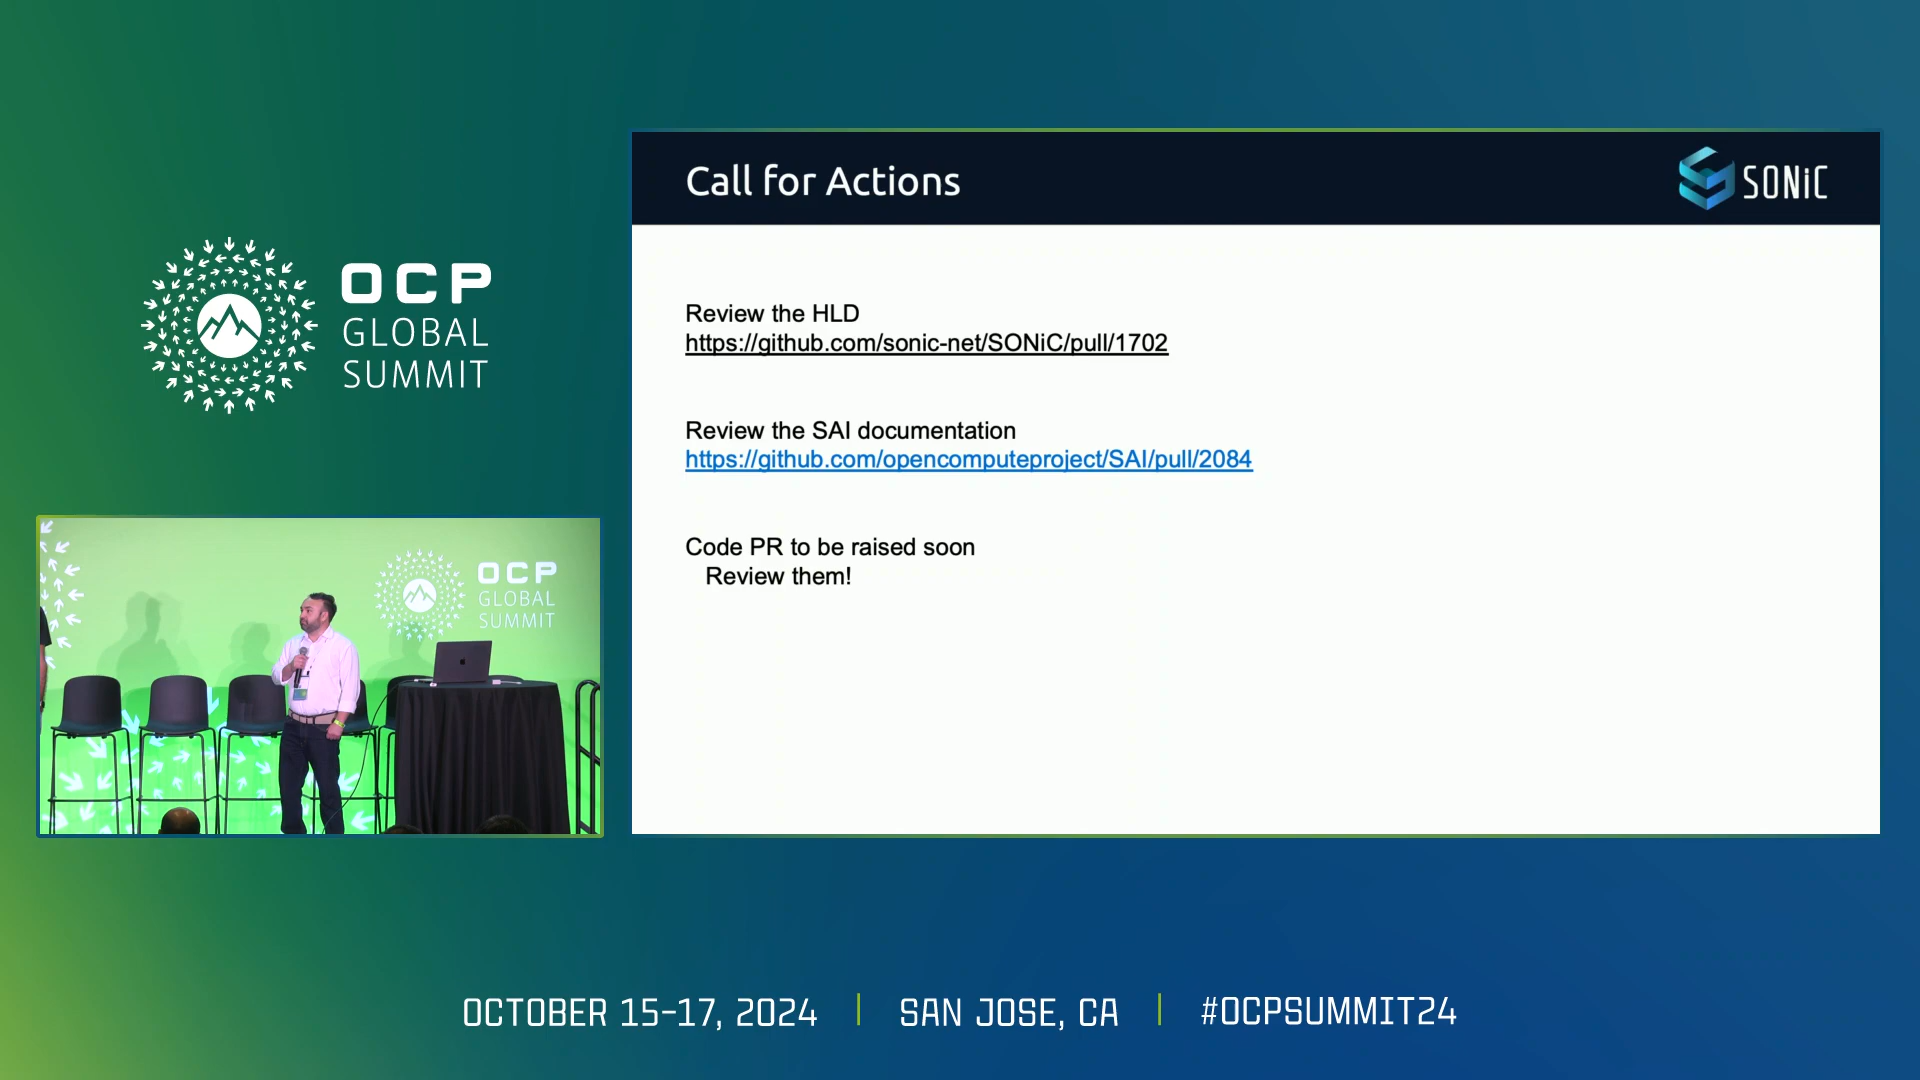 OCP
GLOBAL
SUMMIT
Call for Actions
SONiC
Review the HLD
https://github.com/sonic-net/SONiC/pull/1702
Review the SAI documentation
https://github.com/opencomputeproject/SAI/pull/2084
Code PR to be raised soon
Review them!
OCP
GLOBAL
SUMMIT
OCTOBER 15-17, 2024 | SAN JOSE, CA | #OCPSUMMIT24